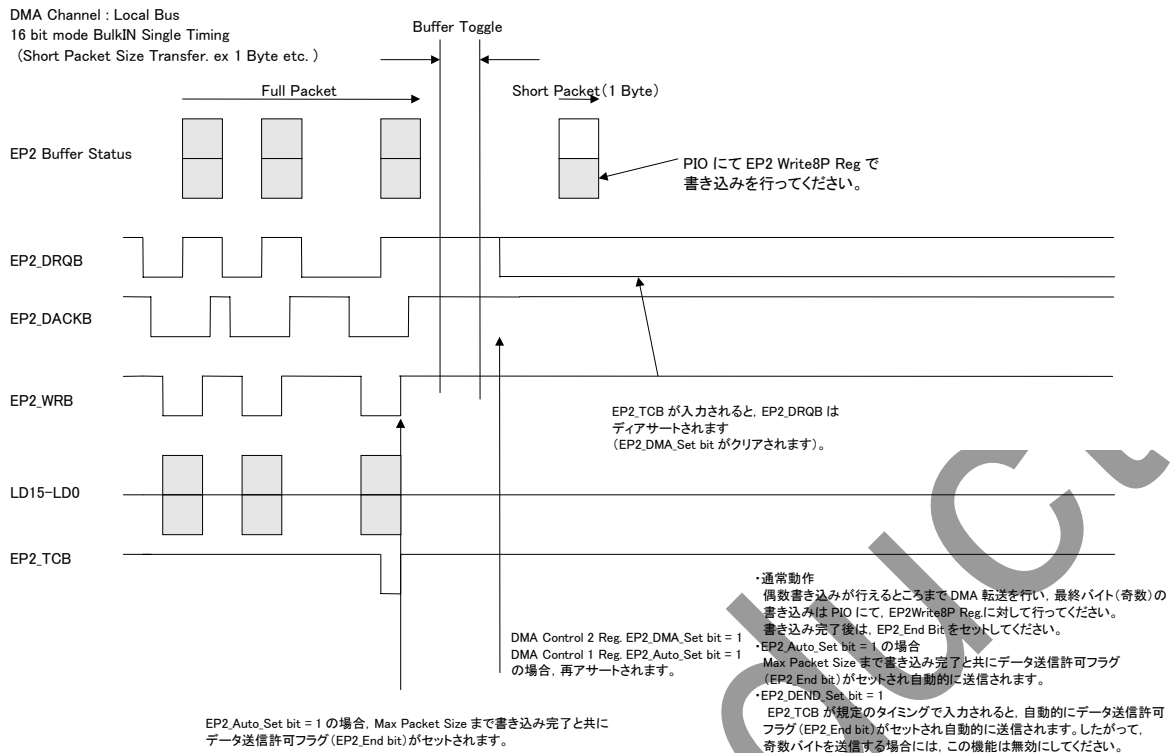 DMA Channel : Local Bus
16 bit mode BulkIN Single Timing
(Short Packet Size Transfer. ex 1 Byte etc. )
Buffer Toggle
Full Packet
Short Packet(1 Byte)
EP2 Buffer Status
PIO にて EP2 Write8P Reg で
書き込みを行ってください。
EP2_DRQB
EP2_DACKB
EP2_WRB
EP2_TCB が入力されると, EP2_DRQB は
ディアサートされます
(EP2_DMA_Set bit がクリアされます)。
LD15-LD0
EP2_TCB
DMA Control 2 Reg. EP2_DMA_Set bit = 1
DMA Control 1 Reg. EP2_Auto_Set bit = 1
の場合, 再アサートされます。
・通常動作
偶数書き込みが行えるところまで DMA 転送を行い, 最終バイト(奇数)の
書き込みは PIO にて, EP2Write8P Reg.に対して行ってください。
書き込み完了後は, EP2_End Bit をセットしてください。
・EP2_Auto_Set bit = 1 の場合
Max Packet Size まで書き込み完了と共にデータ送信許可フラグ
(EP2_End bit)がセットされ自動的に送信されます。
・EP2_DEND_Set bit = 1
EP2_TCB が規定のタイミングで入力されると, 自動的にデータ送信許可
フラグ(EP2_End bit)がセットされ自動的に送信されます。したがって,
奇数バイトを送信する場合には, この機能は無効にしてください。
EP2_Auto_Set bit = 1 の場合, Max Packet Size まで書き込み完了と共に
データ送信許可フラグ(EP2_End bit)がセットされます。